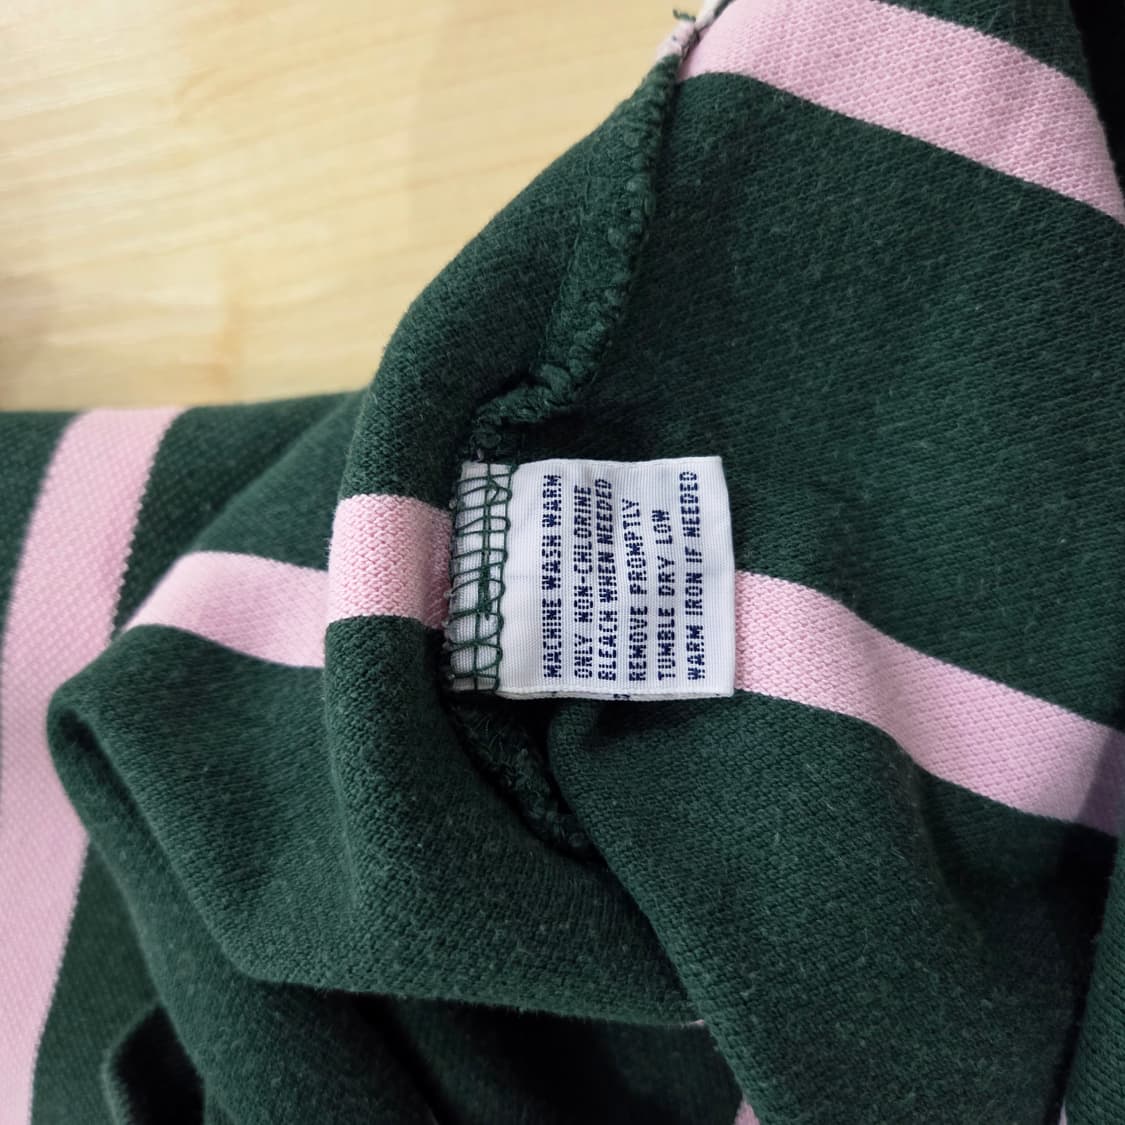 MACHINE WASH WARM
ONLY NON-CHLORINE
BLEACH WHEN NEEDED
REMOVE PROMPTLY
TUMBLE DRY LOW
WARM IRON IF NEEDED